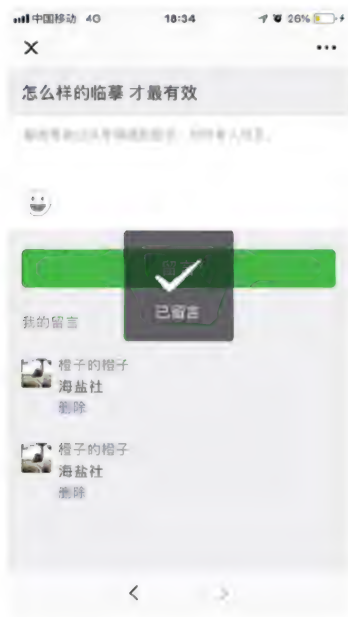 中国移动 4G 18:34 26%
怎么样的临摹 才最有效
已留言
我的留言
橙子的橙子
海盐社
删除
橙子的橙子
海盐社
删除